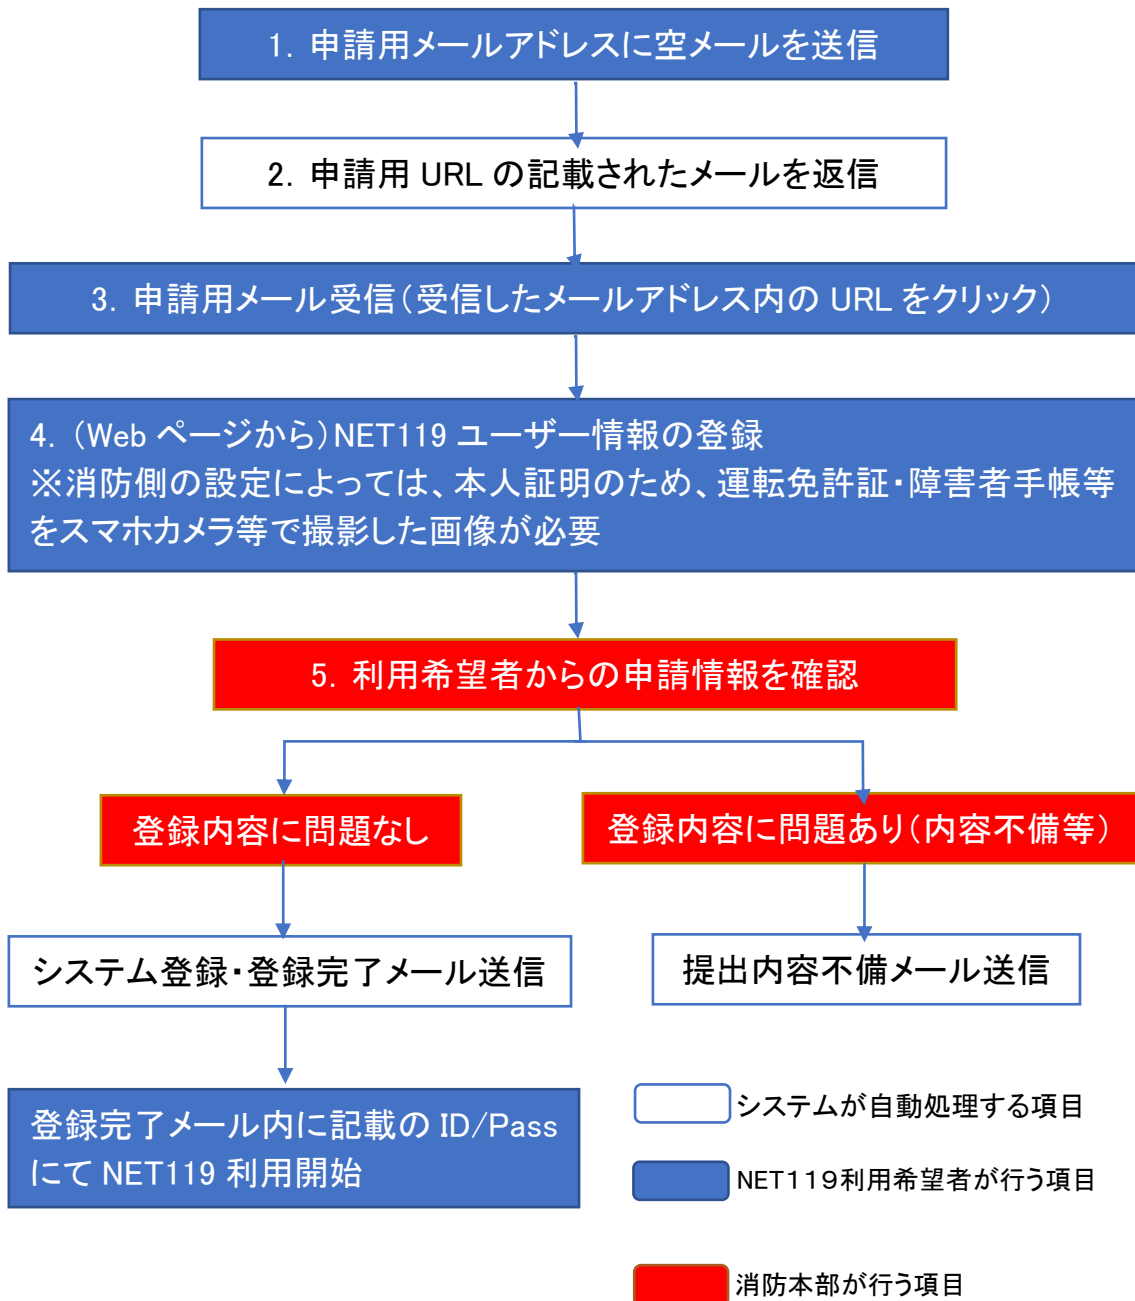 1. 申請用メールアドレスに空メールを送信
2. 申請用 URL の記載されたメールを返信
3. 申請用メール受信（受信したメールアドレス内の URL をクリック）
4. （Web ページから）NET119 ユーザー情報の登録
※消防側の設定によっては、本人証明のため、運転免許証・障害者手帳等
をスマホカメラ等で撮影した画像が必要
5. 利用希望者からの申請情報を確認
登録内容に問題なし
登録内容に問題あり（内容不備等）
システム登録・登録完了メール送信
提出内容不備メール送信
登録完了メール内に記載の ID/Pass
にて NET119 利用開始
システムが自動処理する項目
NET119利用希望者が行う項目
消防本部が行う項目